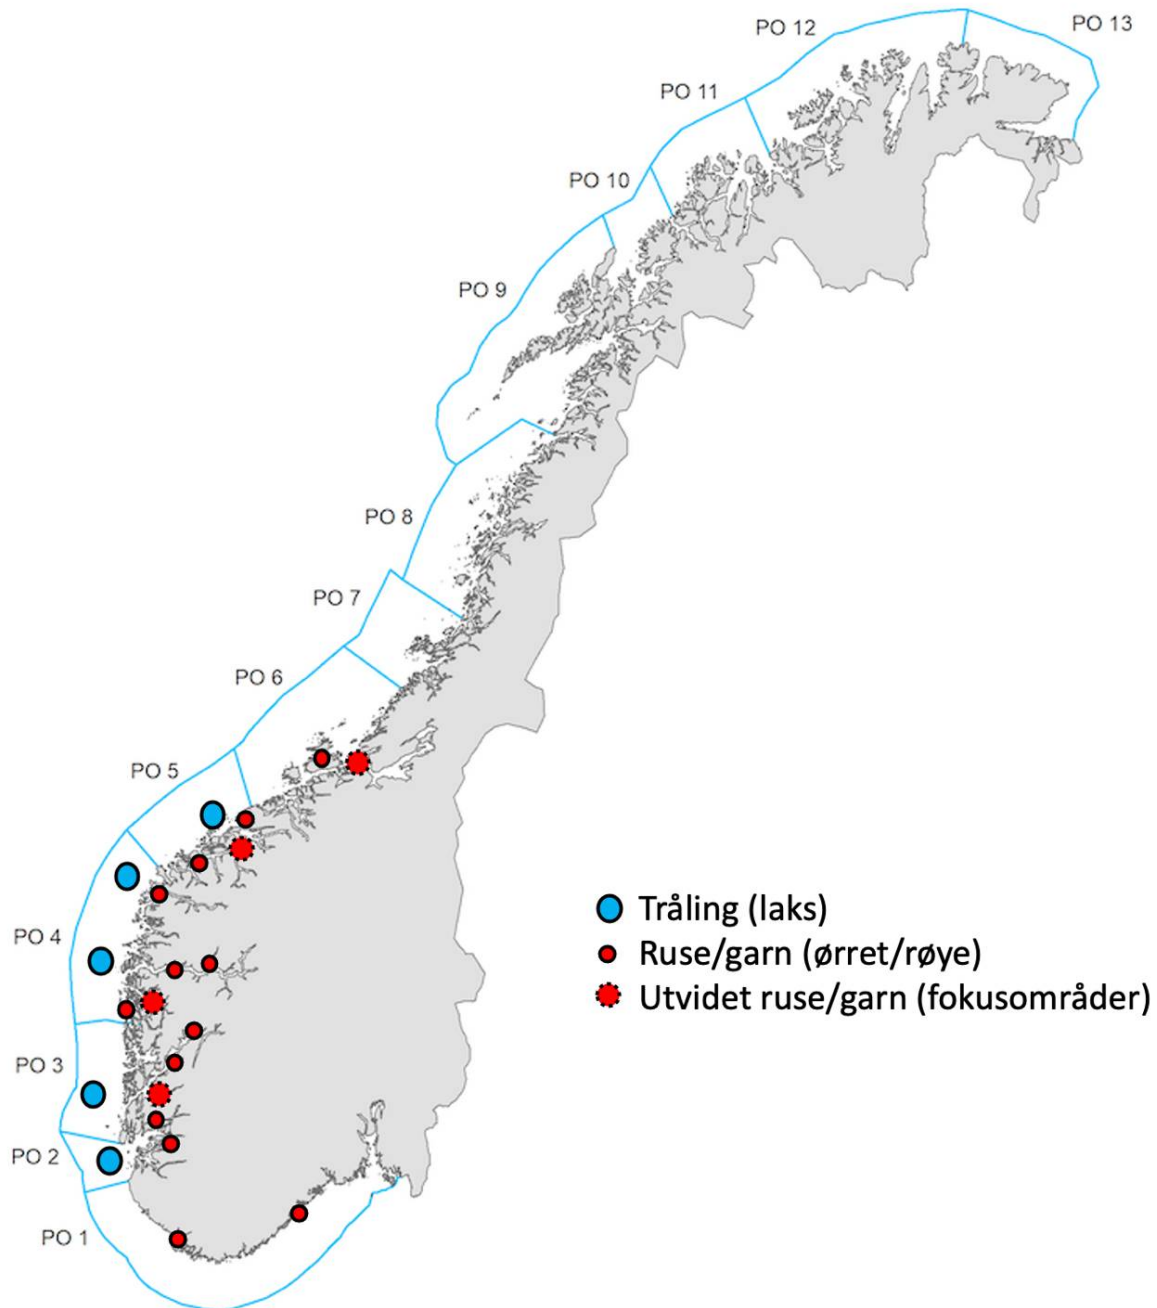 PO 13
PO 12
PO 11
PO 10
PO 9
PO 8
PO 7
PO 6
PO 5
PO 4
PO 3
PO 2
PO 1
Tråling (laks)
Ruse/garn (ørret/røye)
Utvidet ruse/garn (fokusområder)